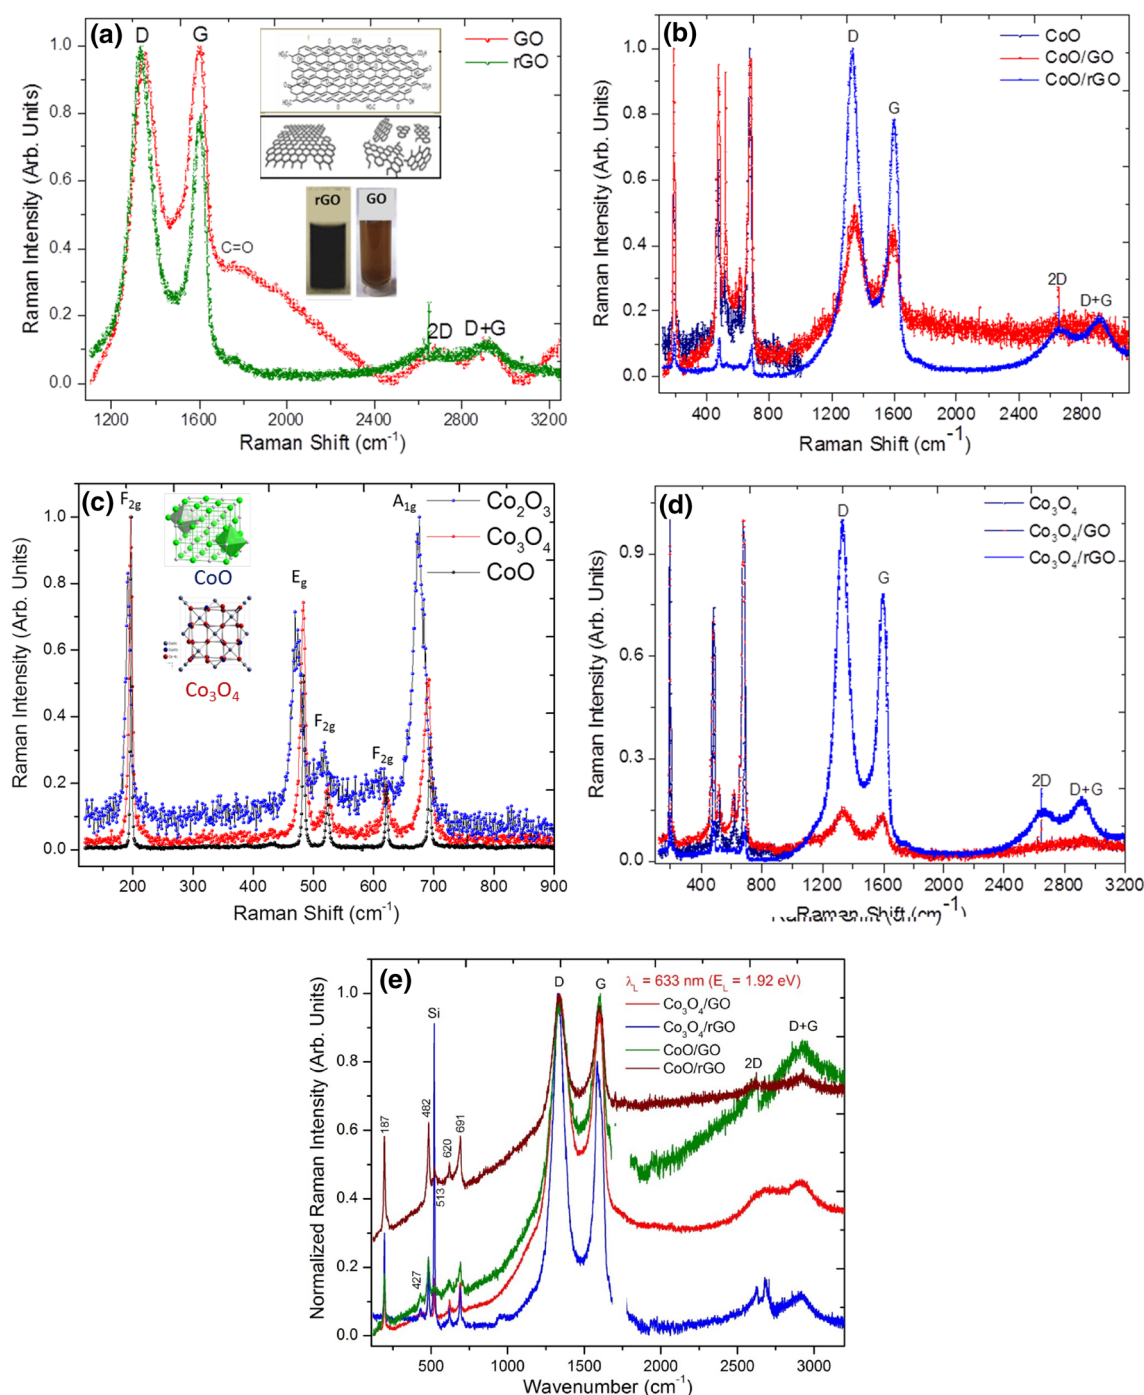 (a)
D
G
GO
rGO
rGO
GO
C=O
2D
D+G
1.0
0.8
0.6
0.4
0.2
0.0
Raman Intensity (Arb. Units)
1200
1600
2000
2400
2800
3200
Raman Shift (cm⁻¹)
(b)
D
G
CoO
CoO/GO
CoO/rGO
2D
D+G
1.0
0.8
0.6
0.4
0.2
0.0
Raman Intensity (Arb. Units)
400
800
1200
1600
2000
2400
2800
Raman Shift (cm⁻¹)
(c)
F₂g
CoO
Co₃O₄
E_g
F₂g
F₂g
A₁g
Co₂O₃
Co₃O₄
CoO
1.0
0.8
0.6
0.4
0.2
0.0
Raman Intensity (Arb. Units)
200
300
400
500
600
700
800
900
Raman Shift (cm⁻¹)
(d)
D
G
Co₃O₄
Co₃O₄/GO
Co₃O₄/rGO
2D
D+G
0.9
0.6
0.3
0.0
Raman Intensity (Arb. Units)
400
800
1200
1600
2000
2400
2800
3200
Raman Shift (cm⁻¹)
(e)
D
G
λ_L = 633 nm (E_L = 1.92 eV)
Co₃O₄/GO
Co₃O₄/rGO
CoO/GO
CoO/rGO
Si
187
482
513
620
691
427
2D
D+G
1.0
0.8
0.6
0.4
0.2
0.0
Normalized Raman Intensity (Arb. Units)
500
1000
1500
2000
2500
3000
Wavenumber (cm⁻¹)